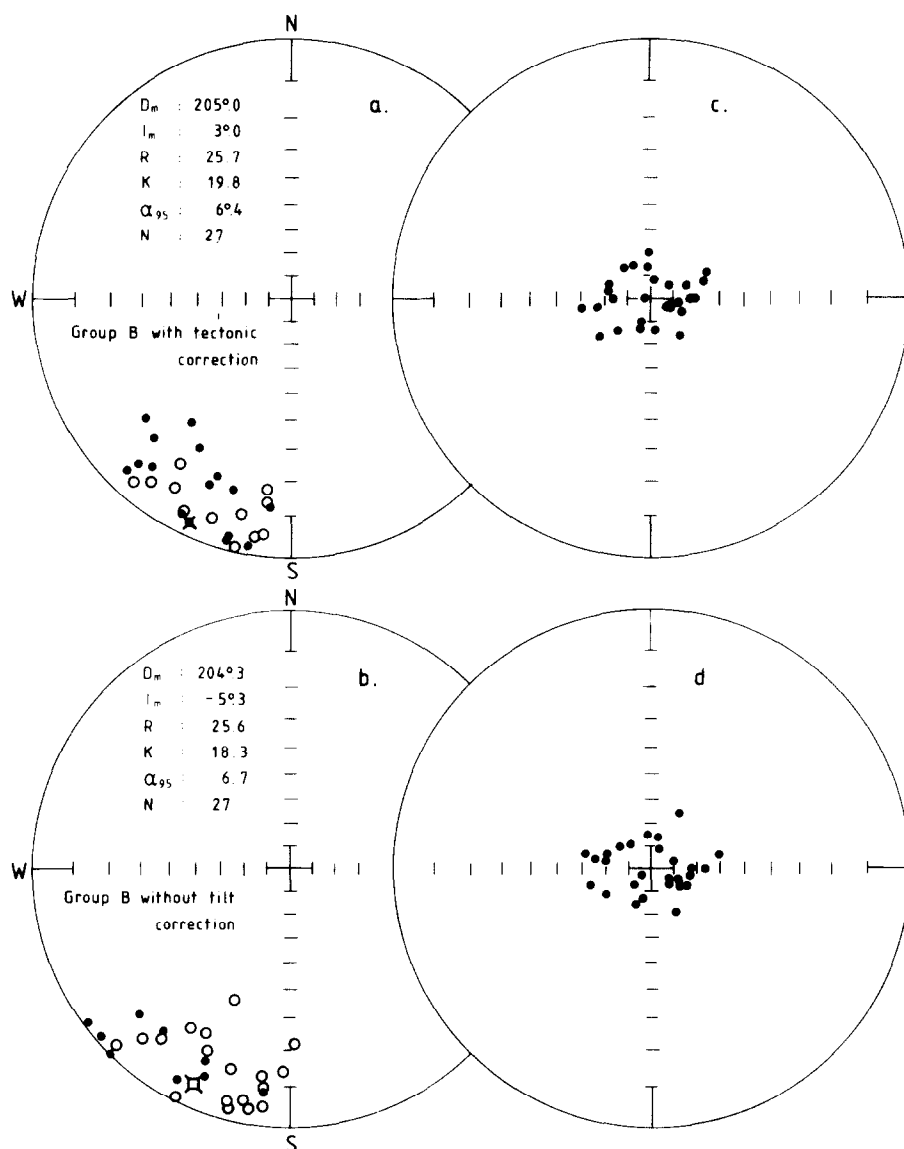 N
a.
Dm : 205°.0
Im : 3°.0
R : 25.7
K : 19.8
α95 : 6°.4
N : 27
W
Group B with tectonic
correction
S
c.
N
b.
Dm : 204°.3
Im : -5°.3
R : 25.6
K : 18.3
α95 : 6.7
N : 27
W
Group B without tilt
correction
S
d